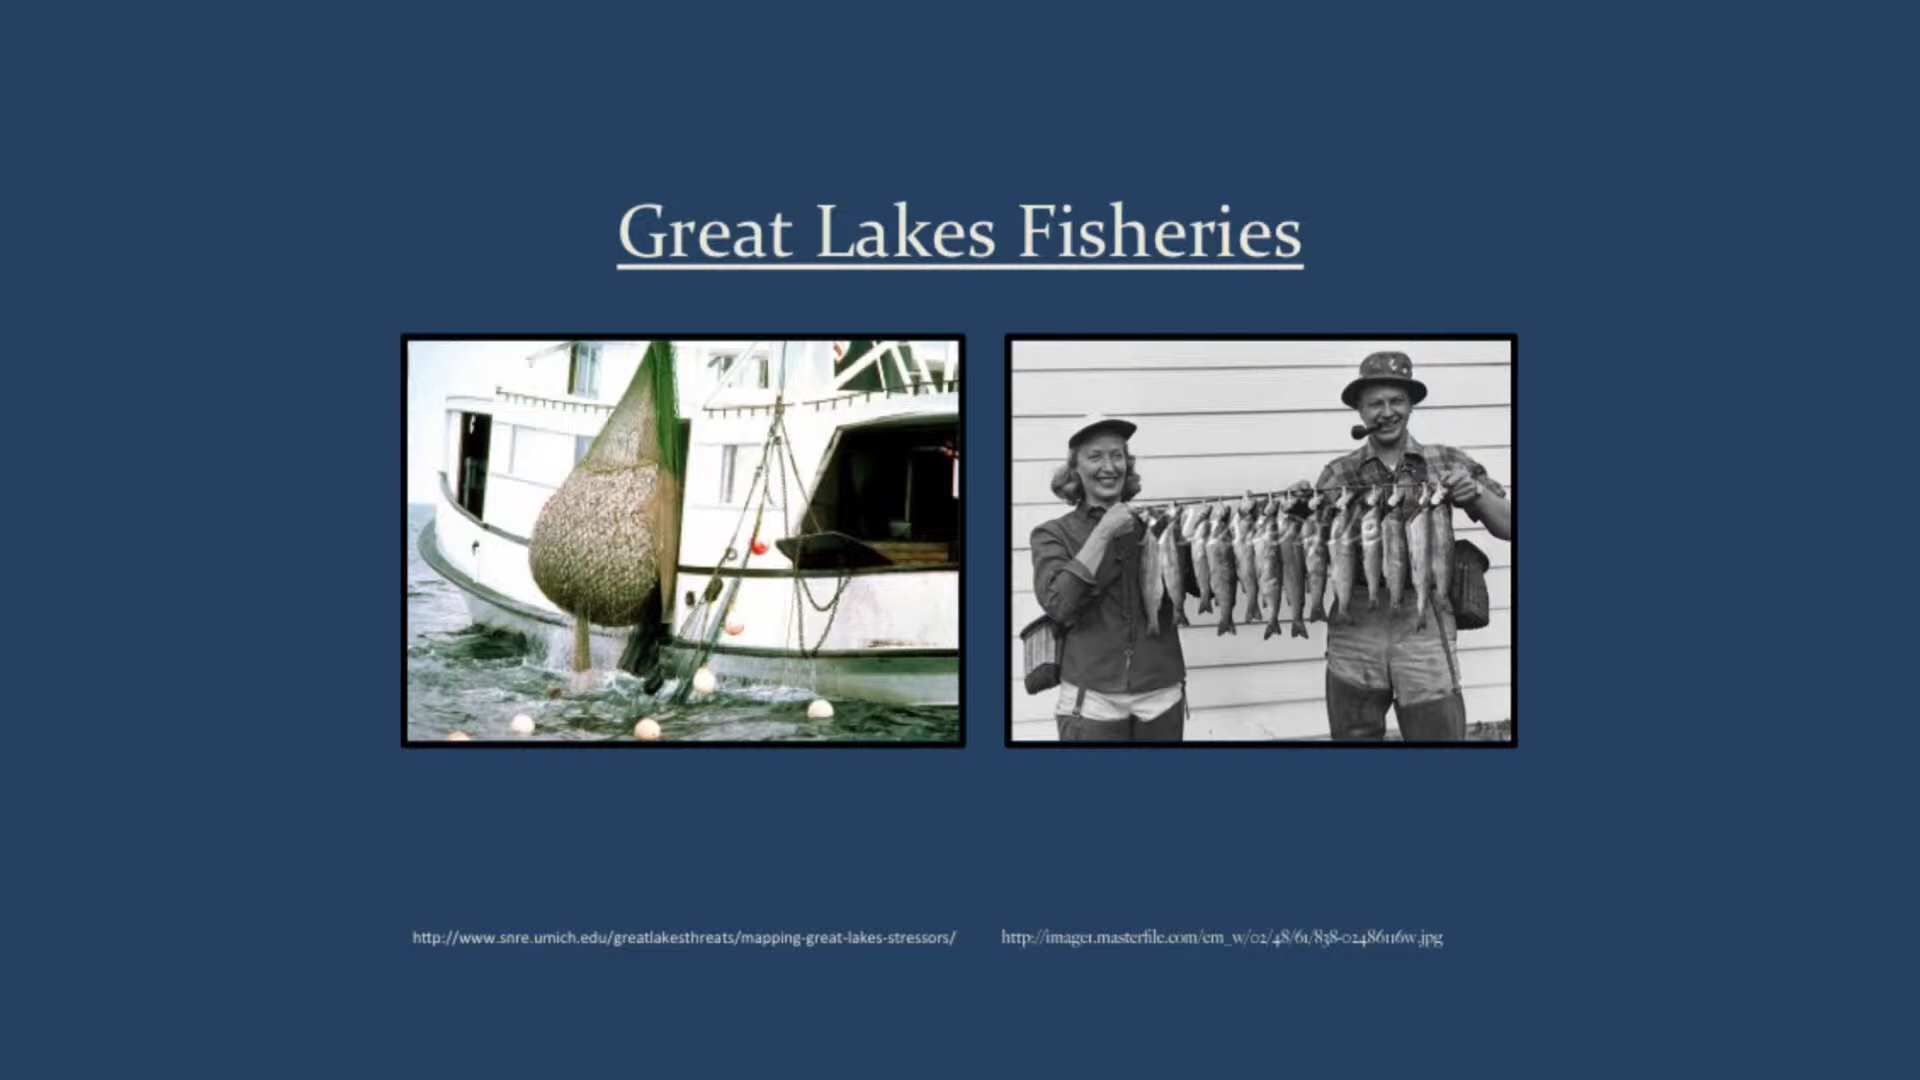 Great Lakes Fisheries
Masterfile
http://www.snre.umich.edu/greatlakesthreats/mapping-great-lakes-stressors/
http://image1.masterfile.com/em_w/02/48/61/838-02486116w.jpg